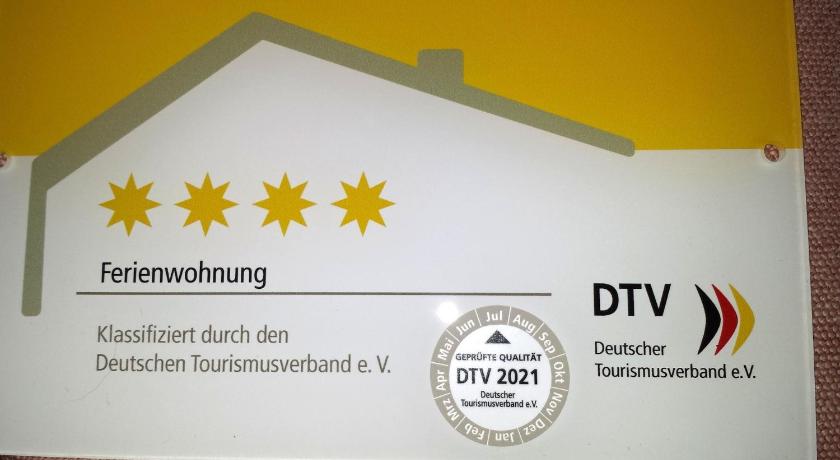 Ferienwohnung
Klassifiziert durch den
Deutschen Tourismusverband e. V.
Jan Feb Mrz Apr Mai Jun Jul Aug Sep Okt Nov Dez
GEPRÜFTE QUALITÄT
DTV 2021
Deutscher
Tourismusverband e.V.
DTV
Deutscher
Tourismusverband e.V.